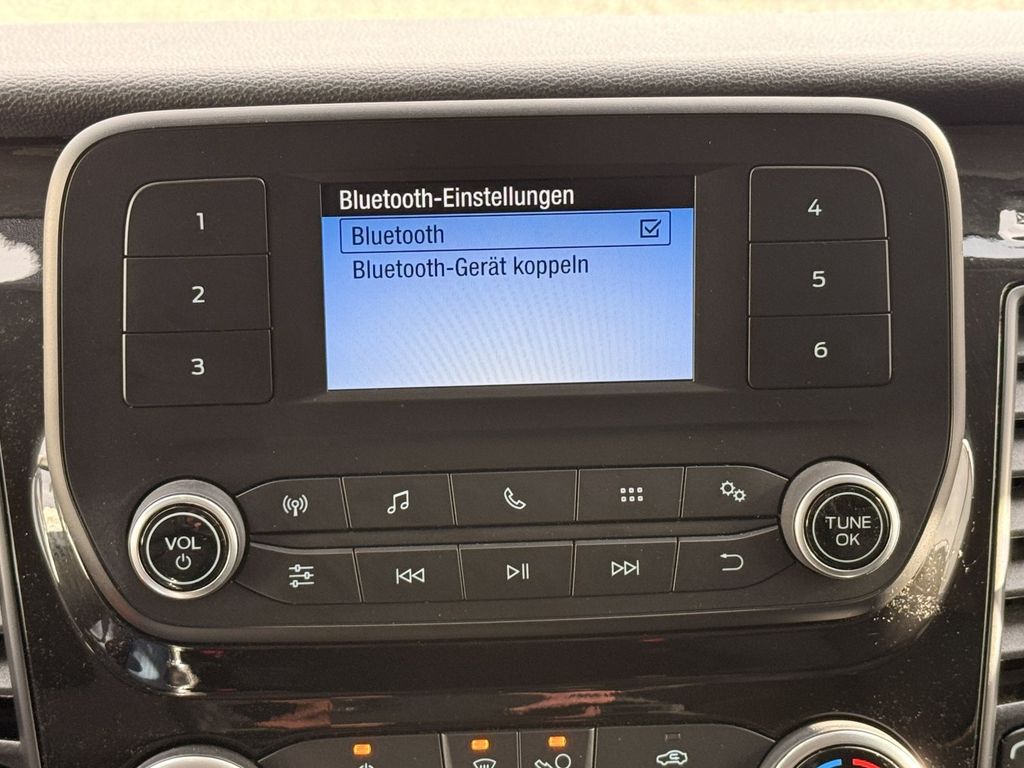 Bluetooth-Einstellungen
Bluetooth
Bluetooth-Gerät koppeln
1
2
3
4
5
6
VOL
TUNE
OK